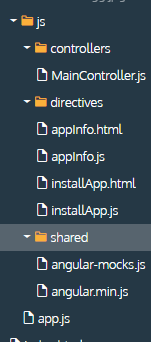 js
controllers
MainController.js
directives
appInfo.html
appInfo.js
installApp.html
installApp.js
shared
angular-mocks.js
angular.min.js
app.js